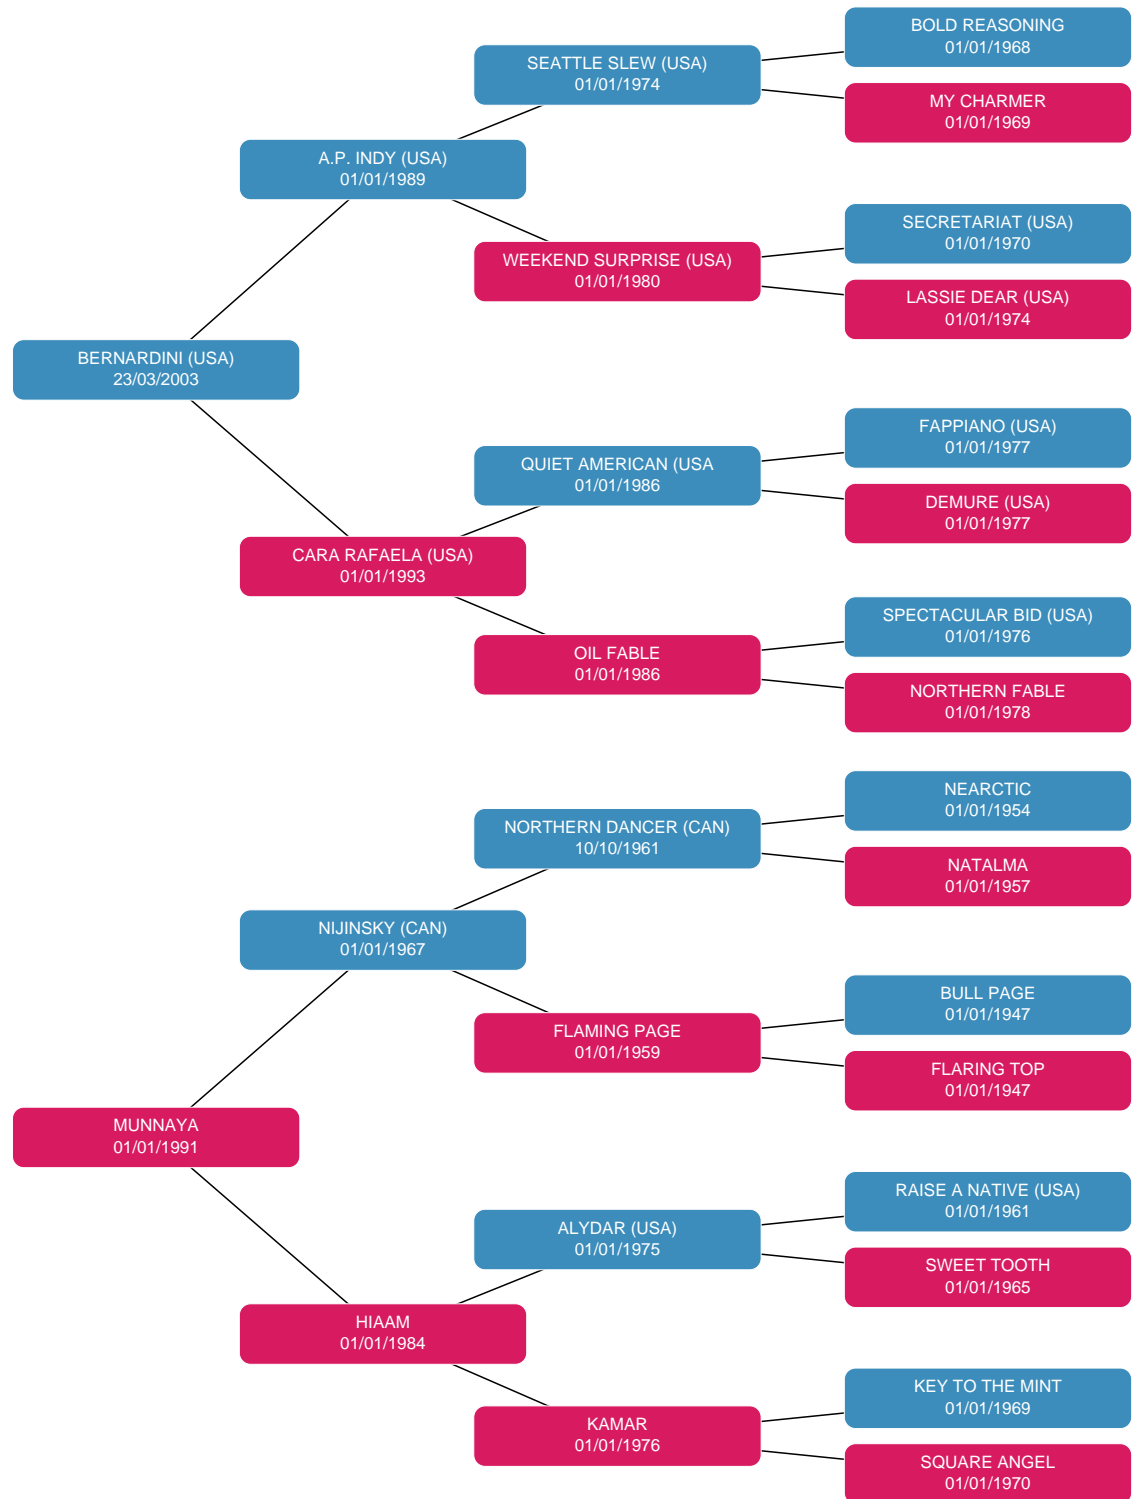 BOLD REASONING
01/01/1968
SEATTLE SLEW (USA)
01/01/1974
MY CHARMER
01/01/1969
A.P. INDY (USA)
01/01/1989
SECRETARIAT (USA)
01/01/1970
WEEKEND SURPRISE (USA)
01/01/1980
LASSIE DEAR (USA)
01/01/1974
BERNARDINI (USA)
23/03/2003
FAPPIANO (USA)
01/01/1977
QUIET AMERICAN (USA
01/01/1986
DEMURE (USA)
01/01/1977
CARA RAFAELA (USA)
01/01/1993
SPECTACULAR BID (USA)
01/01/1976
OIL FABLE
01/01/1986
NORTHERN FABLE
01/01/1978
NEARCTIC
01/01/1954
NORTHERN DANCER (CAN)
10/10/1961
NATALMA
01/01/1957
NIJINSKY (CAN)
01/01/1967
BULL PAGE
01/01/1947
FLAMING PAGE
01/01/1959
FLARING TOP
01/01/1947
MUNNAYA
01/01/1991
RAISE A NATIVE (USA)
01/01/1961
ALYDAR (USA)
01/01/1975
SWEET TOOTH
01/01/1965
HIAAM
01/01/1984
KEY TO THE MINT
01/01/1969
KAMAR
01/01/1976
SQUARE ANGEL
01/01/1970